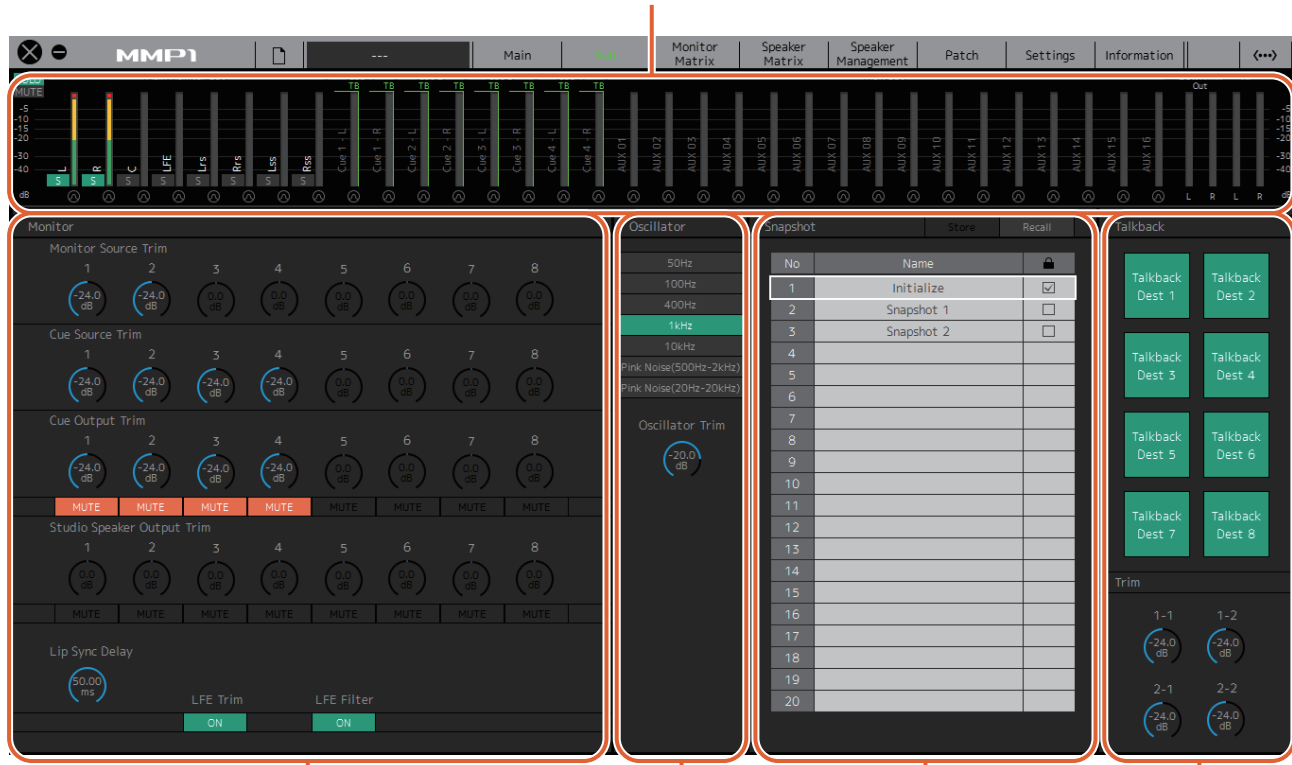 MMP1 --- Main Monitor Matrix Speaker Matrix Speaker Management Patch Settings Information
MUTE TB TB TB TB TB TB TB TB Out
-5 -5
-10 -10
-15 -15
-20 -20
-30 -30
-40 -40
L R C LFE Lrs Rrs Lss Rss Cue 1 - L Cue 1 - R Cue 2 - L Cue 2 - R Cue 3 - L Cue 3 - R Cue 4 - L Cue 4 - R AUX 01 AUX 02 AUX 03 AUX 04 AUX 05 AUX 06 AUX 07 AUX 08 AUX 09 AUX 10 AUX 11 AUX 12 AUX 13 AUX 14 AUX 15 AUX 16
S S S S S S S S
dB L R L R dB
Monitor
Monitor Source Trim
1 2 3 4 5 6 7 8
-24.0 dB -24.0 dB 0.0 dB 0.0 dB 0.0 dB 0.0 dB 0.0 dB 0.0 dB
Cue Source Trim
1 2 3 4 5 6 7 8
-24.0 dB -24.0 dB -24.0 dB -24.0 dB 0.0 dB 0.0 dB 0.0 dB 0.0 dB
Cue Output Trim
1 2 3 4 5 6 7 8
-24.0 dB -24.0 dB -24.0 dB -24.0 dB 0.0 dB 0.0 dB 0.0 dB 0.0 dB
MUTE MUTE MUTE MUTE MUTE MUTE MUTE MUTE
Studio Speaker Output Trim
1 2 3 4 5 6 7 8
0.0 dB 0.0 dB 0.0 dB 0.0 dB 0.0 dB 0.0 dB 0.0 dB 0.0 dB
MUTE MUTE MUTE MUTE MUTE MUTE MUTE MUTE
Lip Sync Delay
50.00 ms
LFE Trim LFE Filter
ON ON
Oscillator
50Hz
100Hz
400Hz
1kHz
10kHz
Pink Noise(500Hz-2kHz)
Pink Noise(20Hz-20kHz)
Oscillator Trim
-20.0 dB
Snapshot Store Recall
No Name
1 Initialize
2 Snapshot 1
3 Snapshot 2
4
5
6
7
8
9
10
11
12
13
14
15
16
17
18
19
20
Talkback
Talkback Dest 1 Talkback Dest 2
Talkback Dest 3 Talkback Dest 4
Talkback Dest 5 Talkback Dest 6
Talkback Dest 7 Talkback Dest 8
Trim
1-1 1-2
-24.0 dB -24.0 dB
2-1 2-2
-24.0 dB -24.0 dB